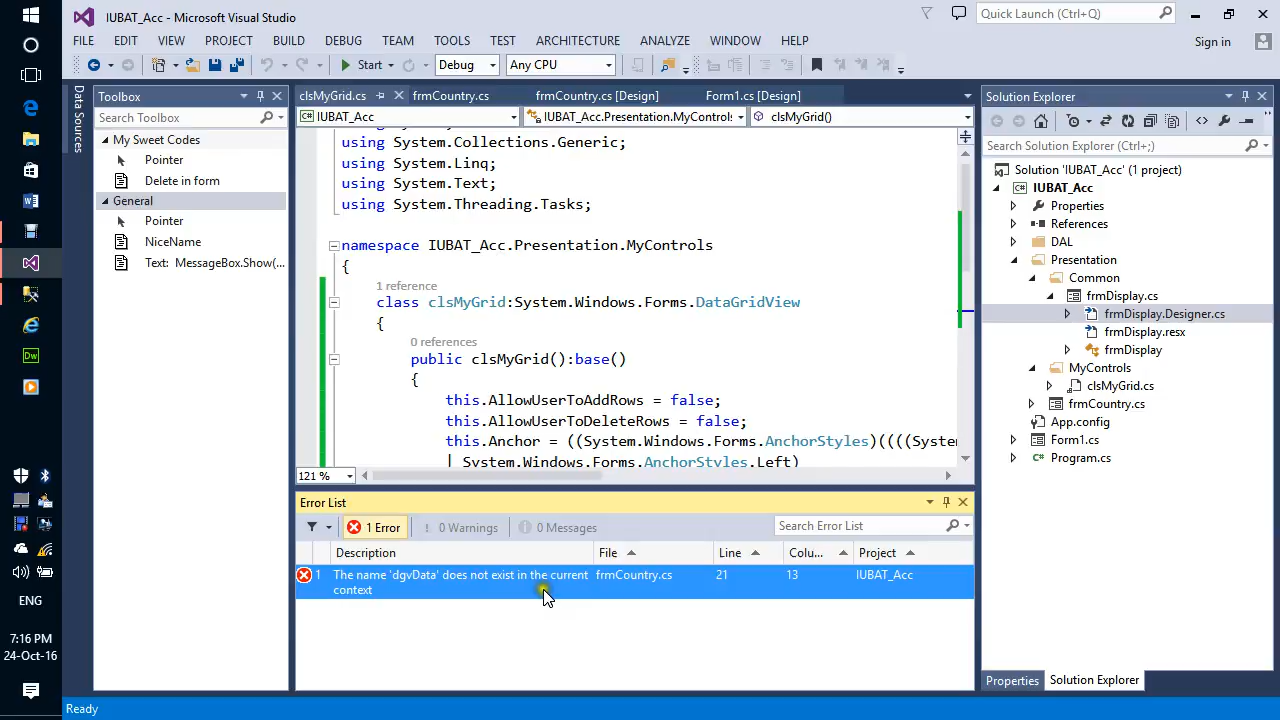 IUBAT_Acc - Microsoft Visual Studio
Quick Launch (Ctrl+Q)
FILE EDIT VIEW PROJECT BUILD DEBUG TEAM TOOLS TEST ARCHITECTURE ANALYZE WINDOW HELP
Sign in
Start
Debug
Any CPU
Data Sources
Toolbox
Search Toolbox
My Sweet Codes
Pointer
Delete in form
General
Pointer
NiceName
Text: MessageBox.Show(...
clsMyGrid.cs
frmCountry.cs
frmCountry.cs [Design]
Form1.cs [Design]
IUBAT_Acc
IUBAT_Acc.Presentation.MyControls
clsMyGrid()
using System.Collections.Generic;
using System.Linq;
using System.Text;
using System.Threading.Tasks;
namespace IUBAT_Acc.Presentation.MyControls
{
1 reference
class clsMyGrid:System.Windows.Forms.DataGridView
{
0 references
public clsMyGrid():base()
{
this.AllowUserToAddRows = false;
this.AllowUserToDeleteRows = false;
this.Anchor = ((System.Windows.Forms.AnchorStyles)((((System
| System.Windows.Forms.AnchorStyles.Left)
121 %
Error List
1 Error
0 Warnings
0 Messages
Search Error List
Description File Line Colu... Project
1 The name 'dgvData' does not exist in the current frmCountry.cs 21 13 IUBAT_Acc
context
Solution Explorer
Search Solution Explorer (Ctrl+;)
Solution 'IUBAT_Acc' (1 project)
IUBAT_Acc
Properties
References
DAL
Presentation
Common
frmDisplay.cs
frmDisplay.Designer.cs
frmDisplay.resx
frmDisplay
MyControls
clsMyGrid.cs
frmCountry.cs
App.config
Form1.cs
Program.cs
Properties
Solution Explorer
ENG
7:16 PM
24-Oct-16
Ready